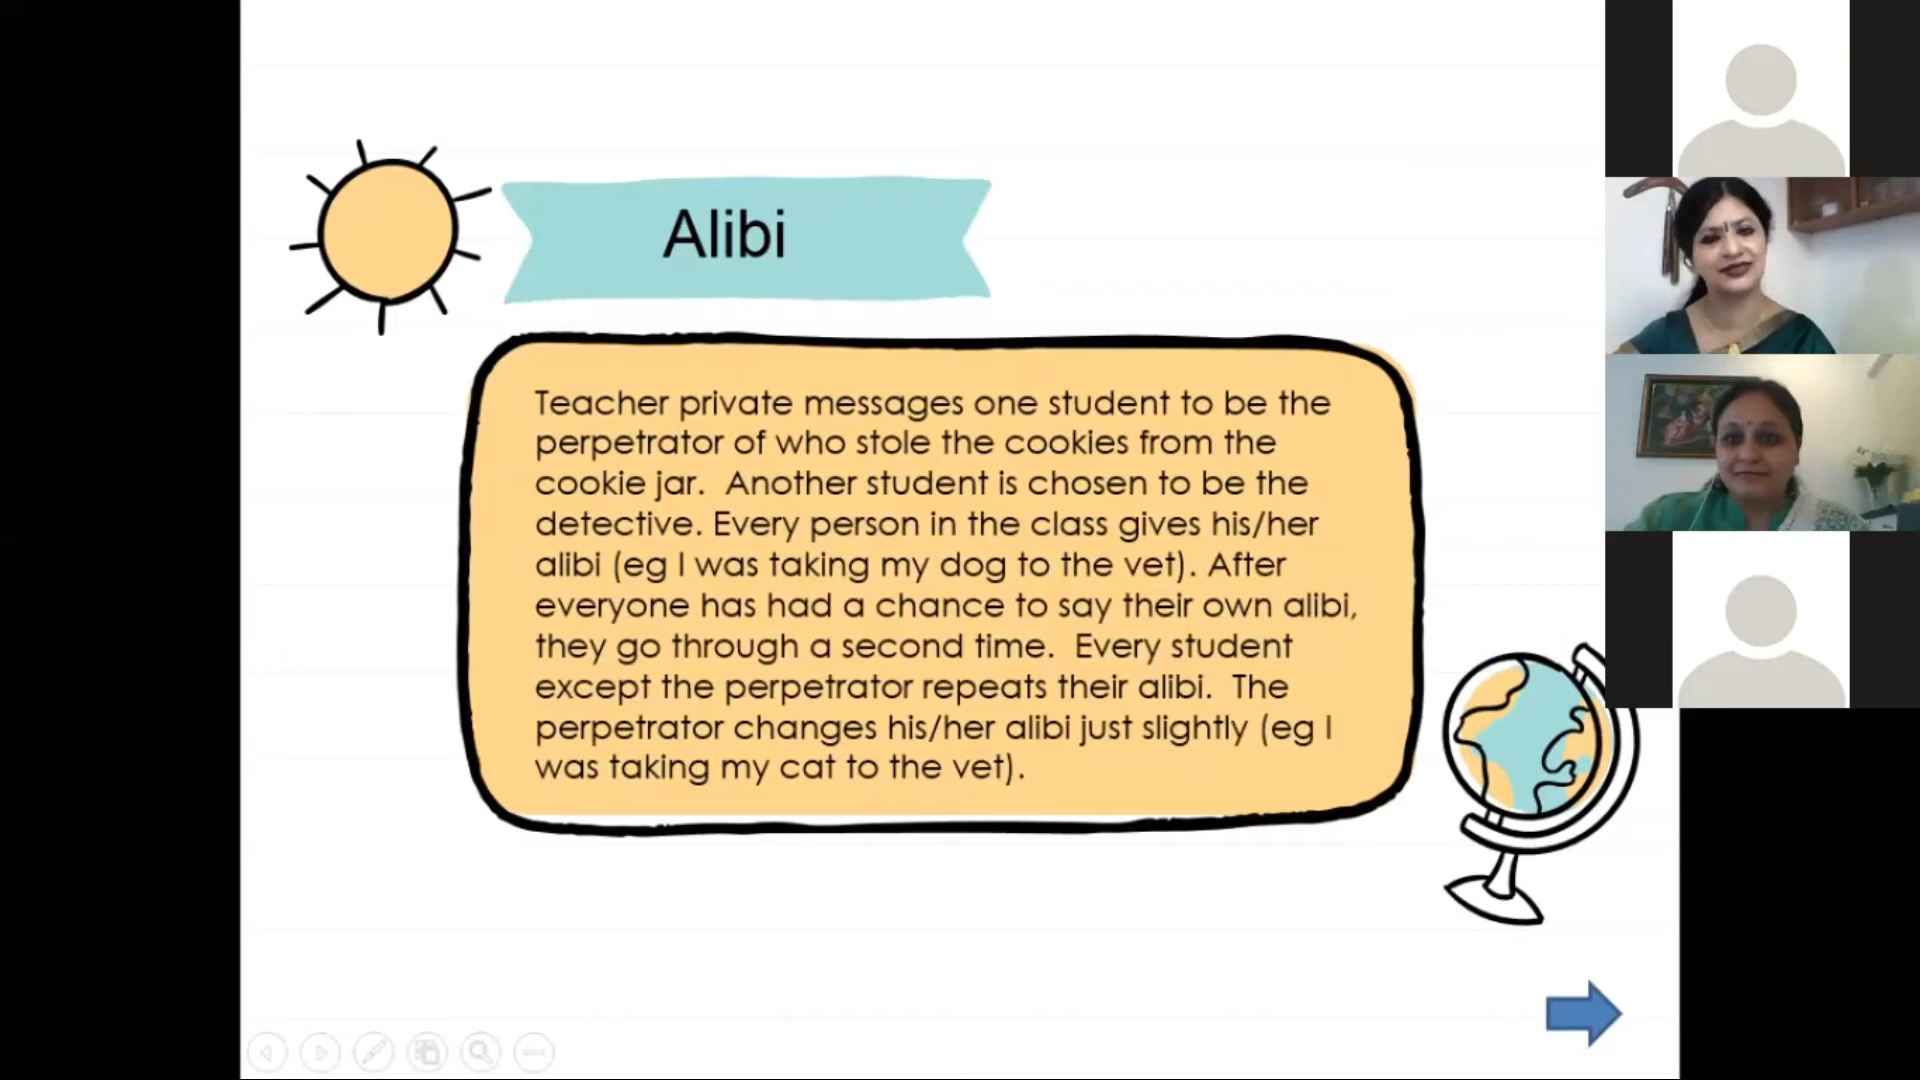 Alibi
Teacher private messages one student to be the
perpetrator of who stole the cookies from the
cookie jar.  Another student is chosen to be the
detective. Every person in the class gives his/her
alibi (eg I was taking my dog to the vet). After
everyone has had a chance to say their own alibi,
they go through a second time.  Every student
except the perpetrator repeats their alibi.  The
perpetrator changes his/her alibi just slightly (eg I
was taking my cat to the vet).